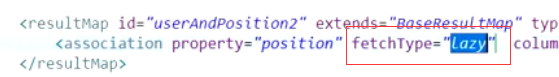 <resultMap id="userAndPosition2" extends="BaseResultMap" typ
<association property="position" fetchType="lazy" colum
</resultMap>